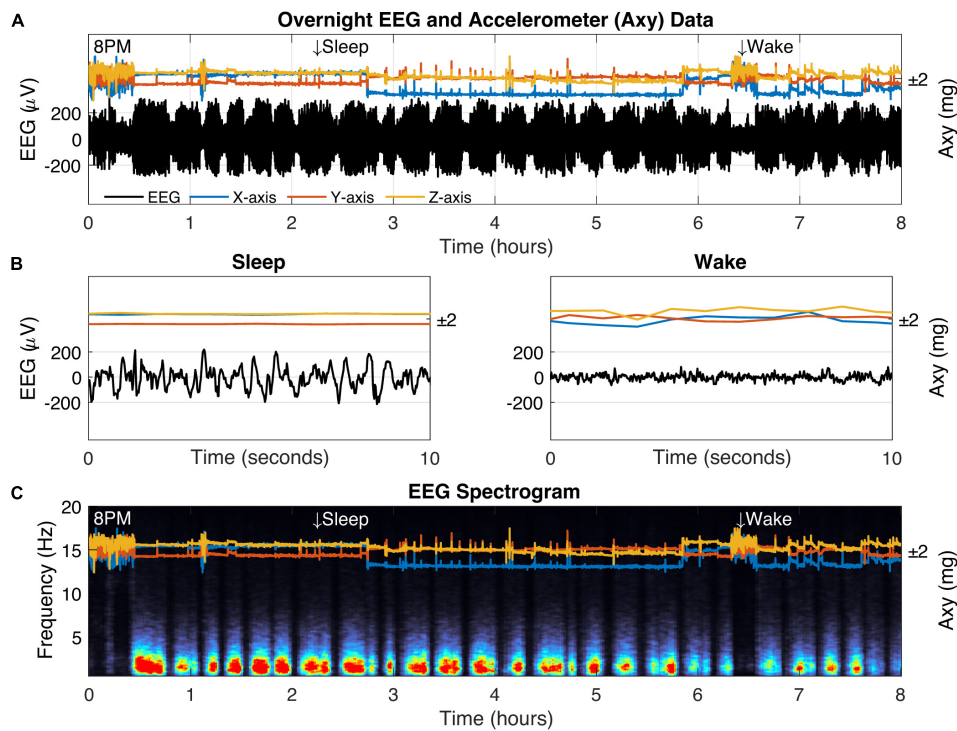 A
Overnight EEG and Accelerometer (Axy) Data
8PM
↓Sleep
↓Wake
EEG (μV)
200
0
-200
±2
Axy (mg)
EEG
X-axis
Y-axis
Z-axis
0 1 2 3 4 5 6 7 8
Time (hours)
B
Sleep
Wake
EEG (μV)
200
0
-200
±2
200
0
-200
±2
Axy (mg)
0 10
Time (seconds)
0 10
Time (seconds)
C
EEG Spectrogram
8PM
↓Sleep
↓Wake
Frequency (Hz)
20
15
10
5
±2
Axy (mg)
0 1 2 3 4 5 6 7 8
Time (hours)